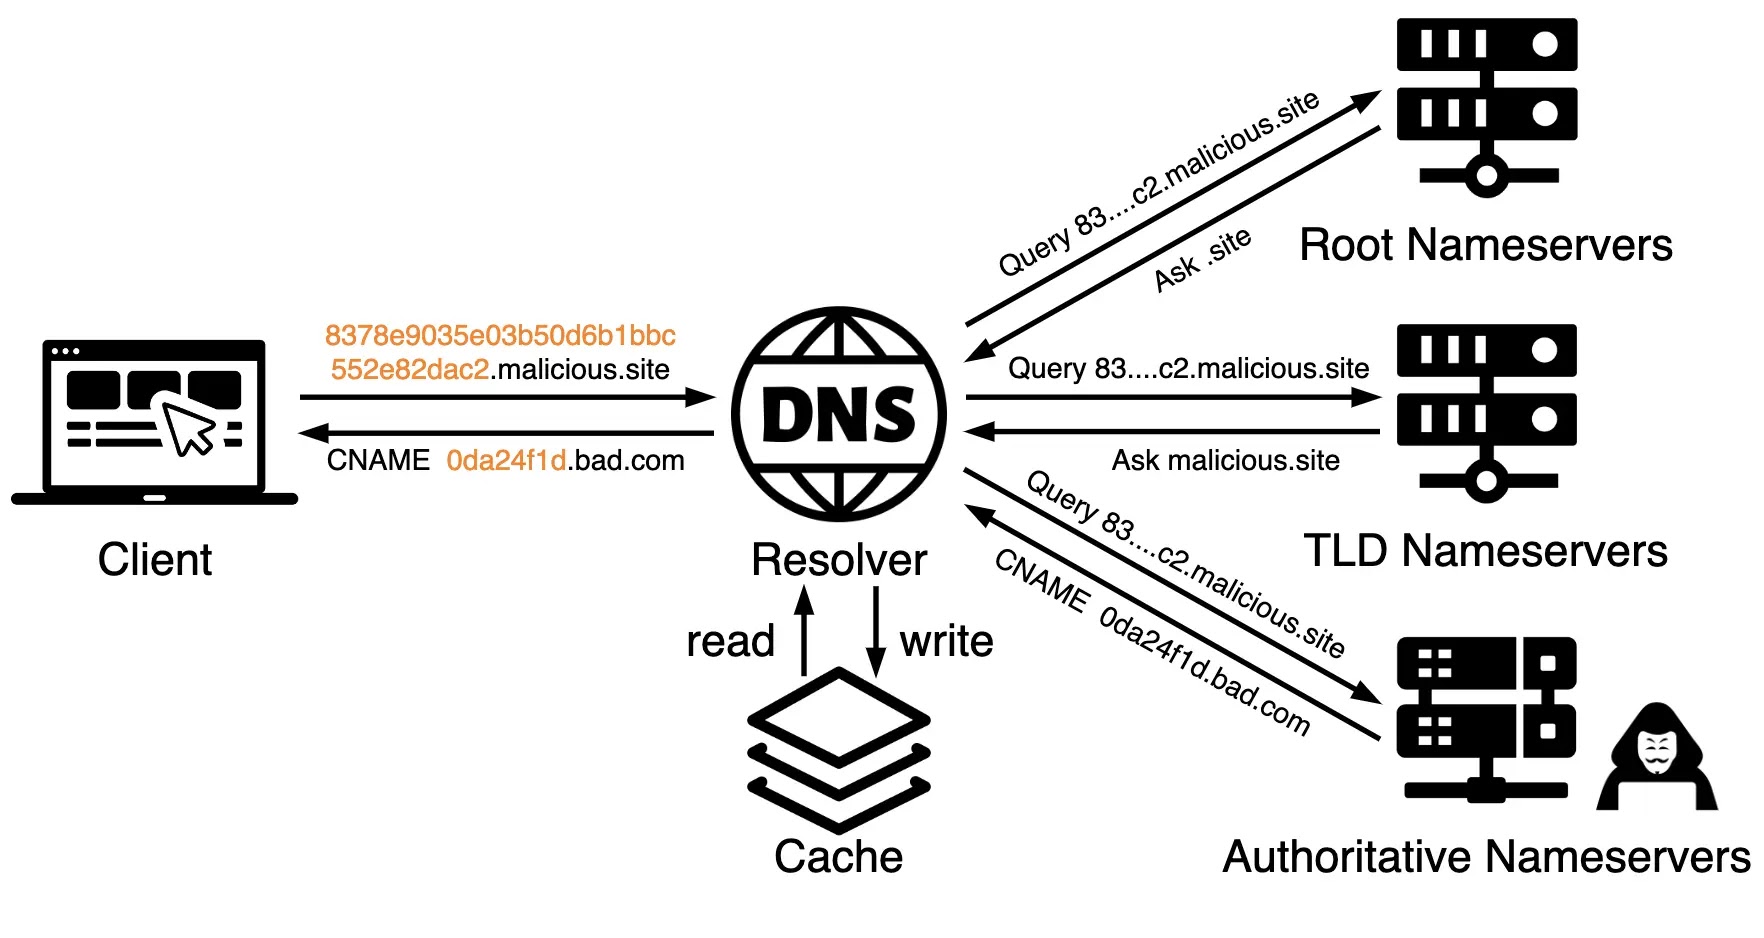 Query 83....c2.malicious.site
Ask .site
Root Nameservers
8378e9035e03b50d6b1bbc
552e82dac2.malicious.site
CNAME 0da24f1d.bad.com
Client
DNS
Resolver
Query 83....c2.malicious.site
Ask malicious.site
TLD Nameservers
Query 83....c2.malicious.site
CNAME 0da24f1d.bad.com
read
write
Cache
Authoritative Nameservers